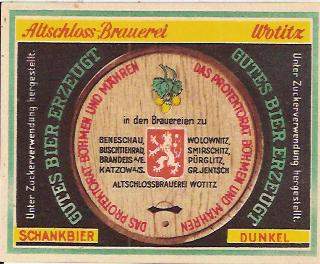 Altschloss-Brauerei Wotitz
Unter Zuckerverwendung hergestellt.
GUTES BIER ERZEUGT
DAS PROTEKTORAT BÖHMEN UND MÄHREN
DAS PROTEKTORAT BÖHMEN UND MÄHREN
GUTES BIER ERZEUGT
Unter Zuckerverwendung hergestellt.
in den Brauereien zu
BENESCHAU, WOLOWNITZ,
BUSCHTIEHRAD, SMIRSCHITZ,
BRANDEIS a/E. PÜRGLITZ,
KATZOW a/S. GR. JENTSCH
ALTSCHLOSSBRAUEREI WOTITZ
SCHANKBIER DUNKEL